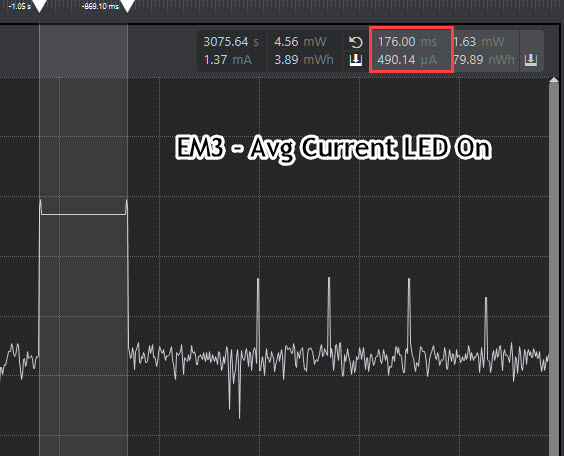 -1.05 s -869.10 ms
3075.64 s 4.56 mW 176.00 ms 1.63 mW
1.37 mA 3.89 mWh 490.14 µA 79.89 nWh
EM3 - Avg Current LED On